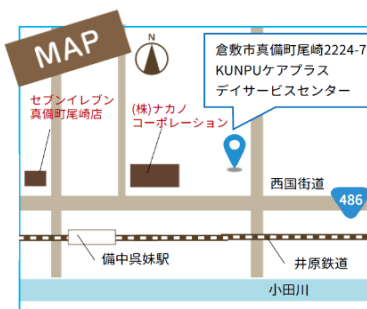 MAP
N
倉敷市真備町尾崎2224-7
KUNPUケアプラス
デイサービスセンター
セブンイレブン
真備町尾崎店
(株)ナカノ
コーポレーション
西国街道
486
備中呉妹駅
井原鉄道
小田川